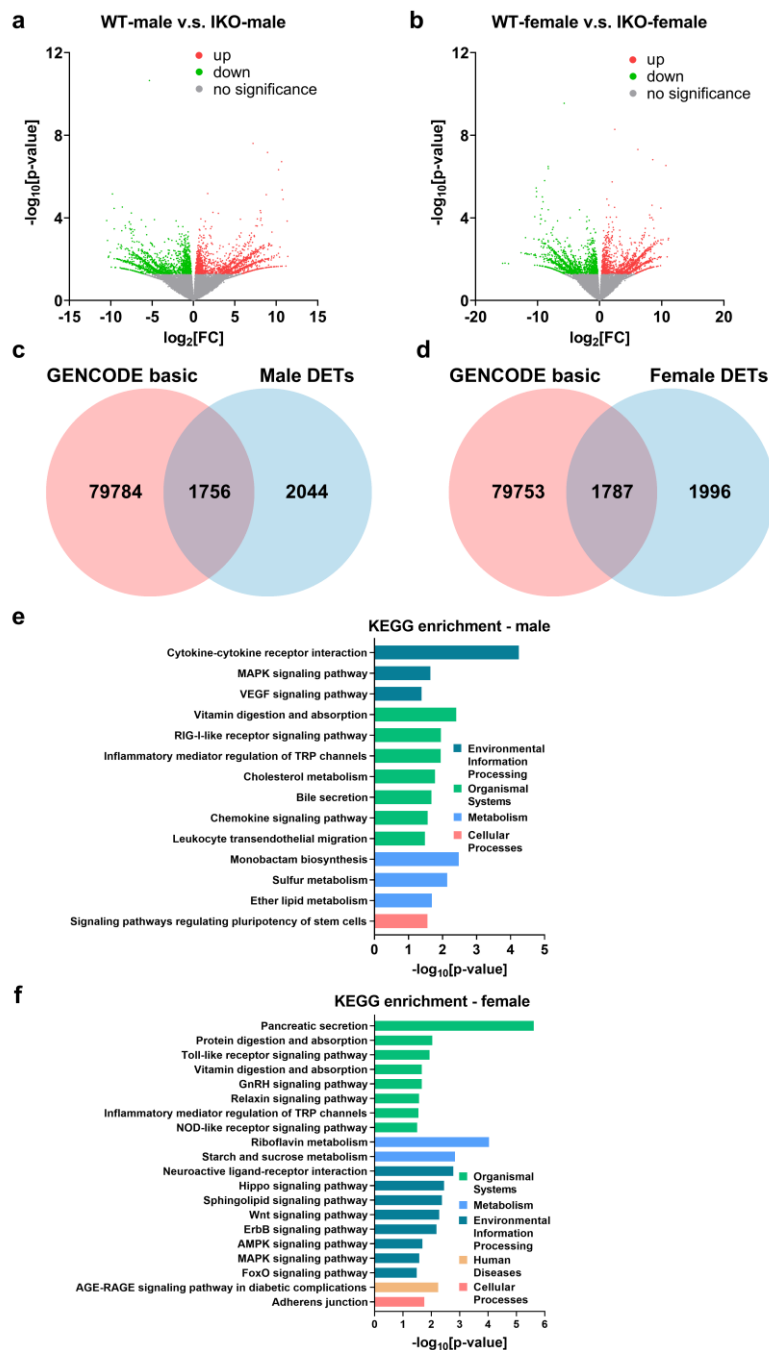 a
WT-male v.s. IKO-male
12
8
4
0
-log10[p-value]
up
down
no significance
-15
-10
-5
0
5
10
15
log2[FC]
b
WT-female v.s. IKO-female
12
8
4
0
-log10[p-value]
up
down
no significance
-20
-10
0
10
20
log2[FC]
c
GENCODE basic
Male DETs
79784
1756
2044
d
GENCODE basic
Female DETs
79753
1787
1996
e
KEGG enrichment - male
Cytokine-cytokine receptor interaction
MAPK signaling pathway
VEGF signaling pathway
Vitamin digestion and absorption
RIG-I-like receptor signaling pathway
Inflammatory mediator regulation of TRP channels
Cholesterol metabolism
Bile secretion
Chemokine signaling pathway
Leukocyte transendothelial migration
Monobactam biosynthesis
Sulfur metabolism
Ether lipid metabolism
Signaling pathways regulating pluripotency of stem cells
Environmental
Information
Processing
Organismal
Systems
Metabolism
Cellular
Processes
0
1
2
3
4
5
-log10[p-value]
f
KEGG enrichment - female
Pancreatic secretion
Protein digestion and absorption
Toll-like receptor signaling pathway
Vitamin digestion and absorption
GnRH signaling pathway
Relaxin signaling pathway
Inflammatory mediator regulation of TRP channels
NOD-like receptor signaling pathway
Riboflavin metabolism
Starch and sucrose metabolism
Neuroactive ligand-receptor interaction
Hippo signaling pathway
Sphingolipid signaling pathway
Wnt signaling pathway
ErbB signaling pathway
AMPK signaling pathway
MAPK signaling pathway
FoxO signaling pathway
AGE-RAGE signaling pathway in diabetic complications
Adherens junction
Organismal
Systems
Metabolism
Environmental
Information
Processing
Human
Diseases
Cellular
Processes
0
1
2
3
4
5
6
-log10[p-value]